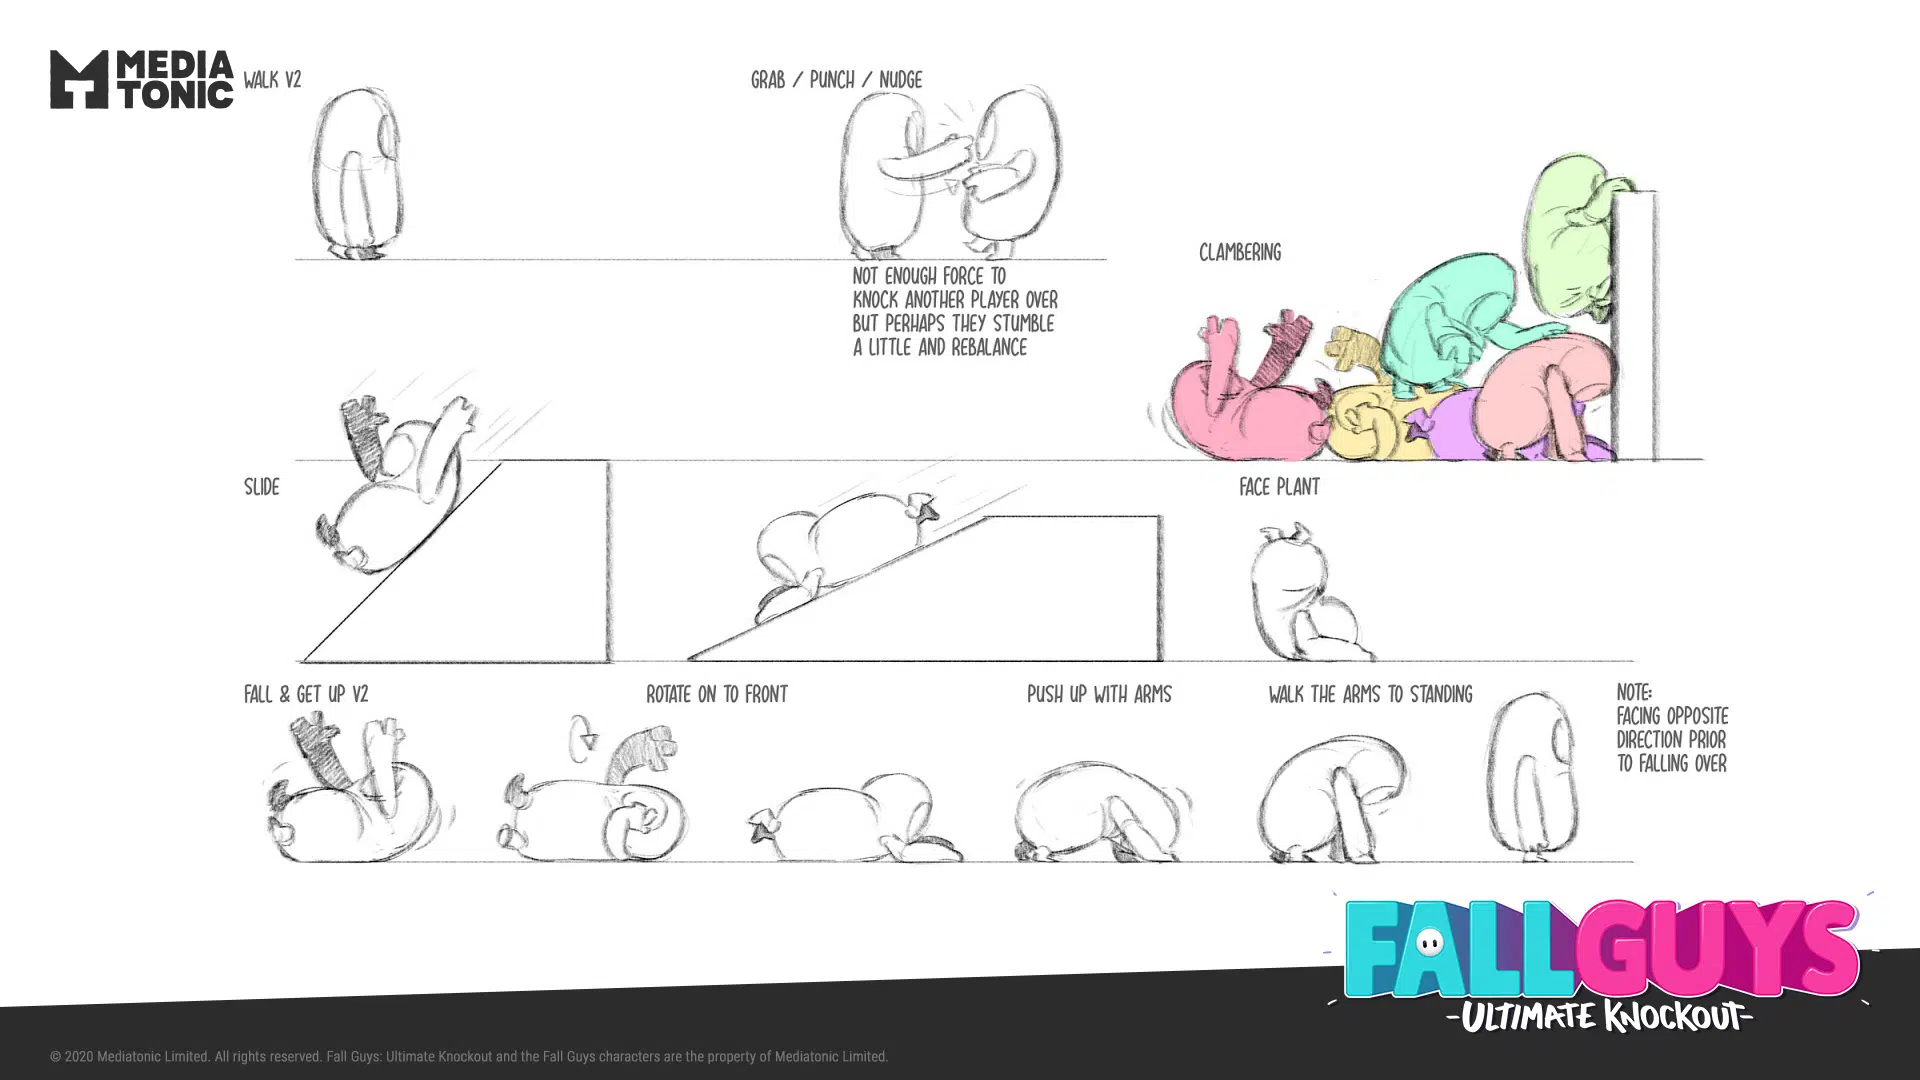 MEDIA
TONIC
WALK V2
GRAB / PUNCH / NUDGE
NOT ENOUGH FORCE TO
KNOCK ANOTHER PLAYER OVER
BUT PERHAPS THEY STUMBLE
A LITTLE AND REBALANCE
CLAMBERING
SLIDE
FACE PLANT
FALL & GET UP V2
ROTATE ON TO FRONT
PUSH UP WITH ARMS
WALK THE ARMS TO STANDING
NOTE:
FACING OPPOSITE
DIRECTION PRIOR
TO FALLING OVER
FALL GUYS
-ULTIMATE KNOCKOUT-
© 2020 Mediatonic Limited. All rights reserved. Fall Guys: Ultimate Knockout and the Fall Guys characters are the property of Mediatonic Limited.